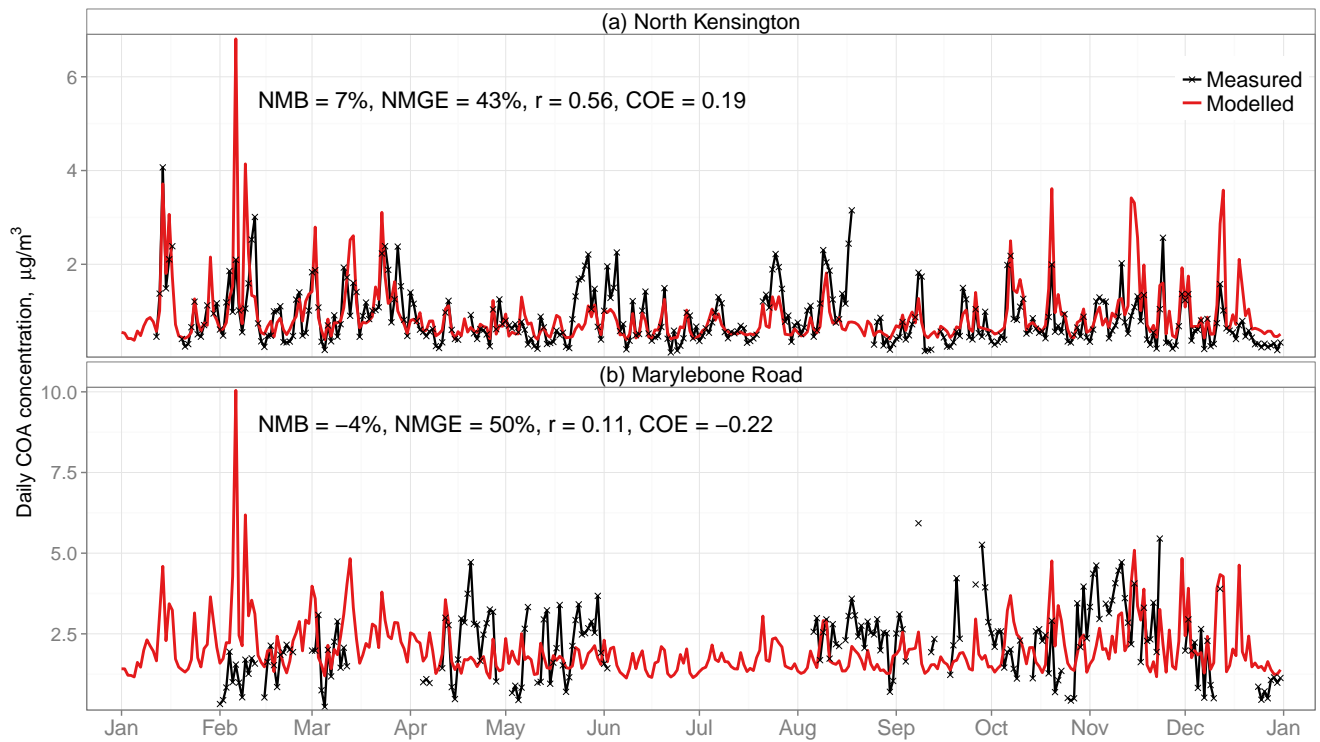 (a) North Kensington
6
4
2
NMB = 7%, NMGE = 43%, r = 0.56, COE = 0.19
Measured
Modelled
Daily COA concentration, μg/m³
(b) Marylebone Road
10.0
7.5
5.0
2.5
NMB = −4%, NMGE = 50%, r = 0.11, COE = −0.22
Jan Feb Mar Apr May Jun Jul Aug Sep Oct Nov Dec Jan